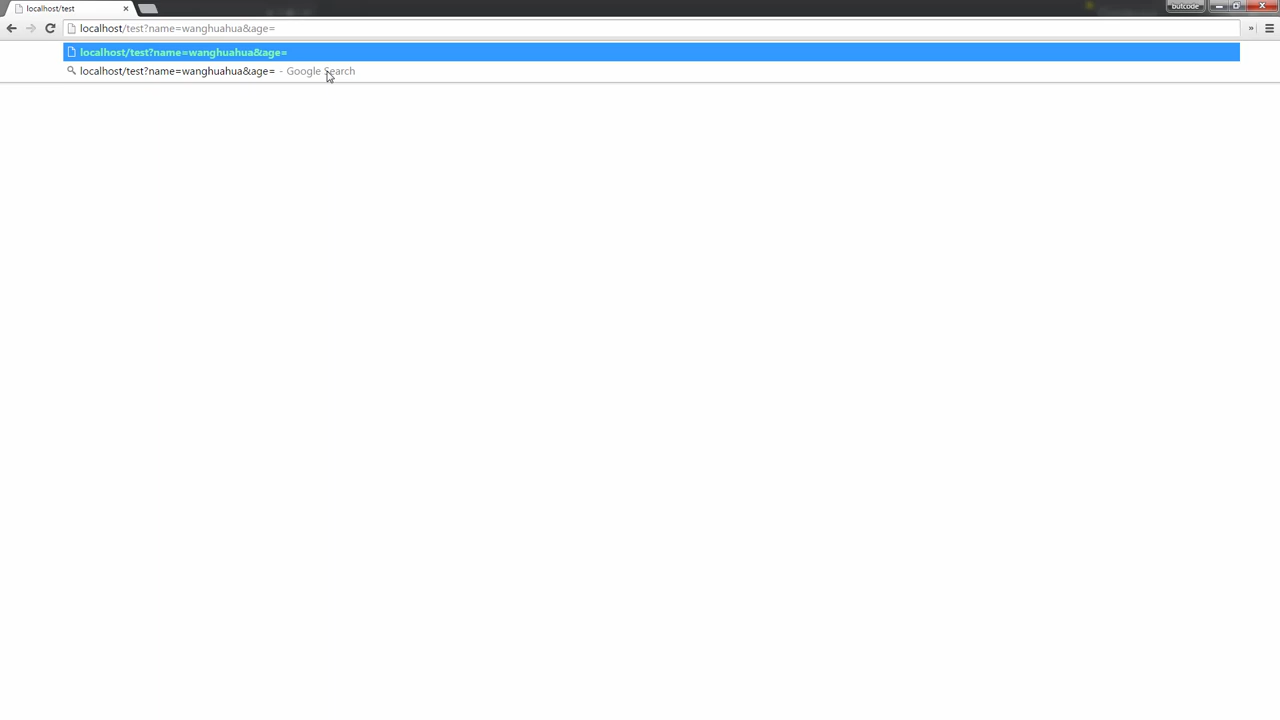 butcode
localhost/test
localhost/test?name=wanghuahua&age=
localhost/test?name=wanghuahua&age=
localhost/test?name=wanghuahua&age= - Google Search